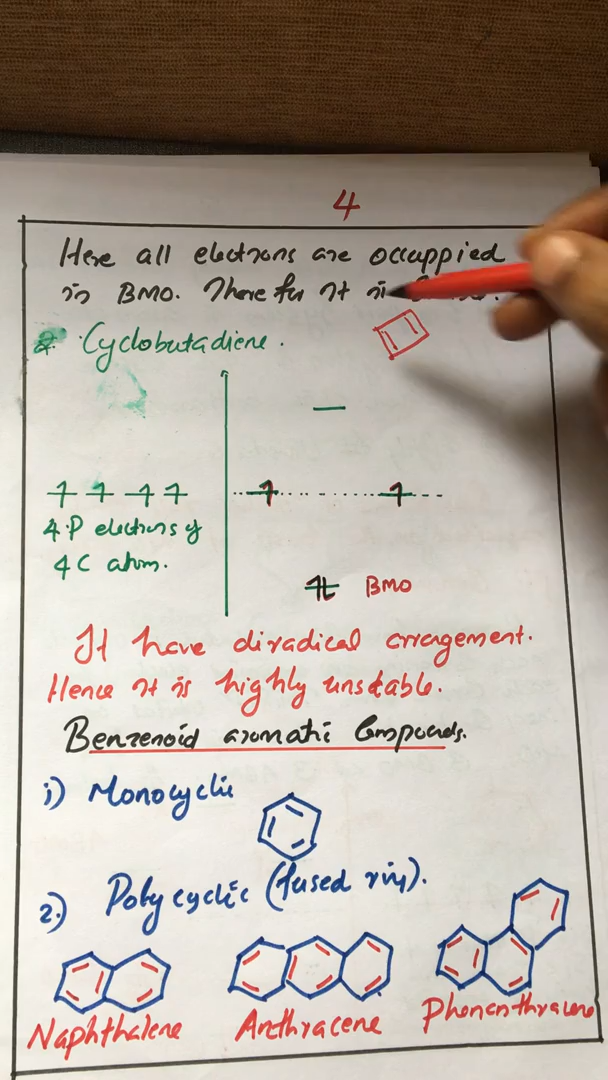 4
Here all electrons are occuppied
in BMO. There for It is
2. Cyclobutadiene.
4 P electrons of
4 C atom.
BMO
It have diradical arrangement.
Hence It is highly unstable.
Benzenoid aromatic Compounds.
1) Monocyclic
2.) Polycyclic (fused ring).
Naphthalene Anthracene Phenanthracene